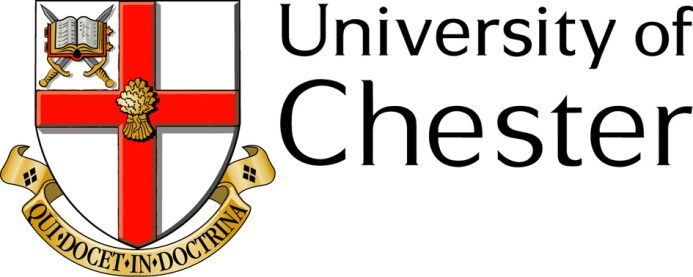 University of
Chester
QUI·DOCET·IN·DOCTRINA